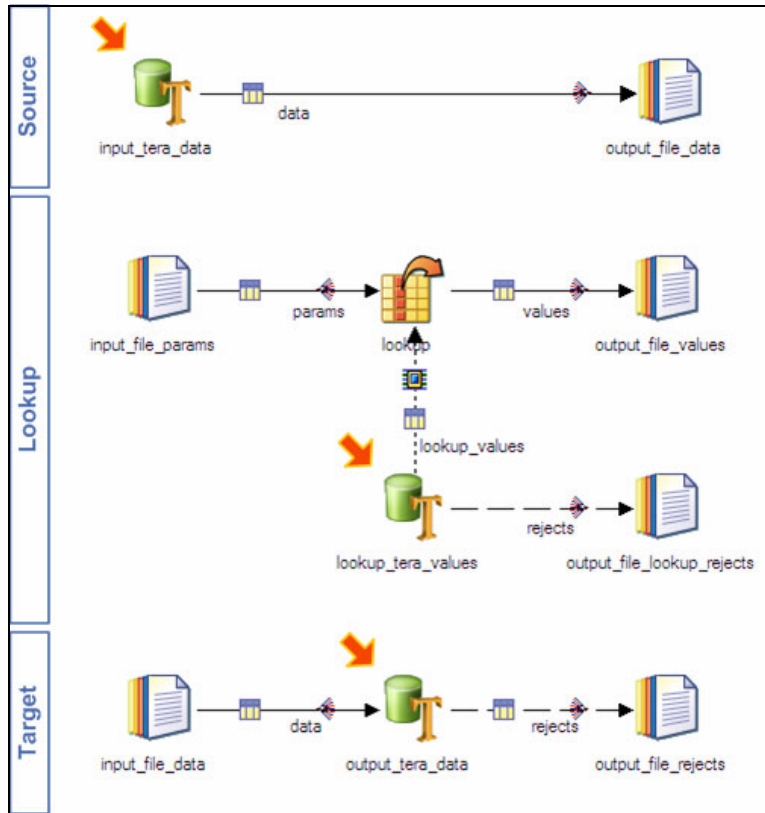 Source
data
input_tera_data
output_file_data
Lookup
params
values
input_file_params
lookup
output_file_values
lookup_values
rejects
lookup_tera_values
output_file_lookup_rejects
Target
data
rejects
input_file_data
output_tera_data
output_file_rejects